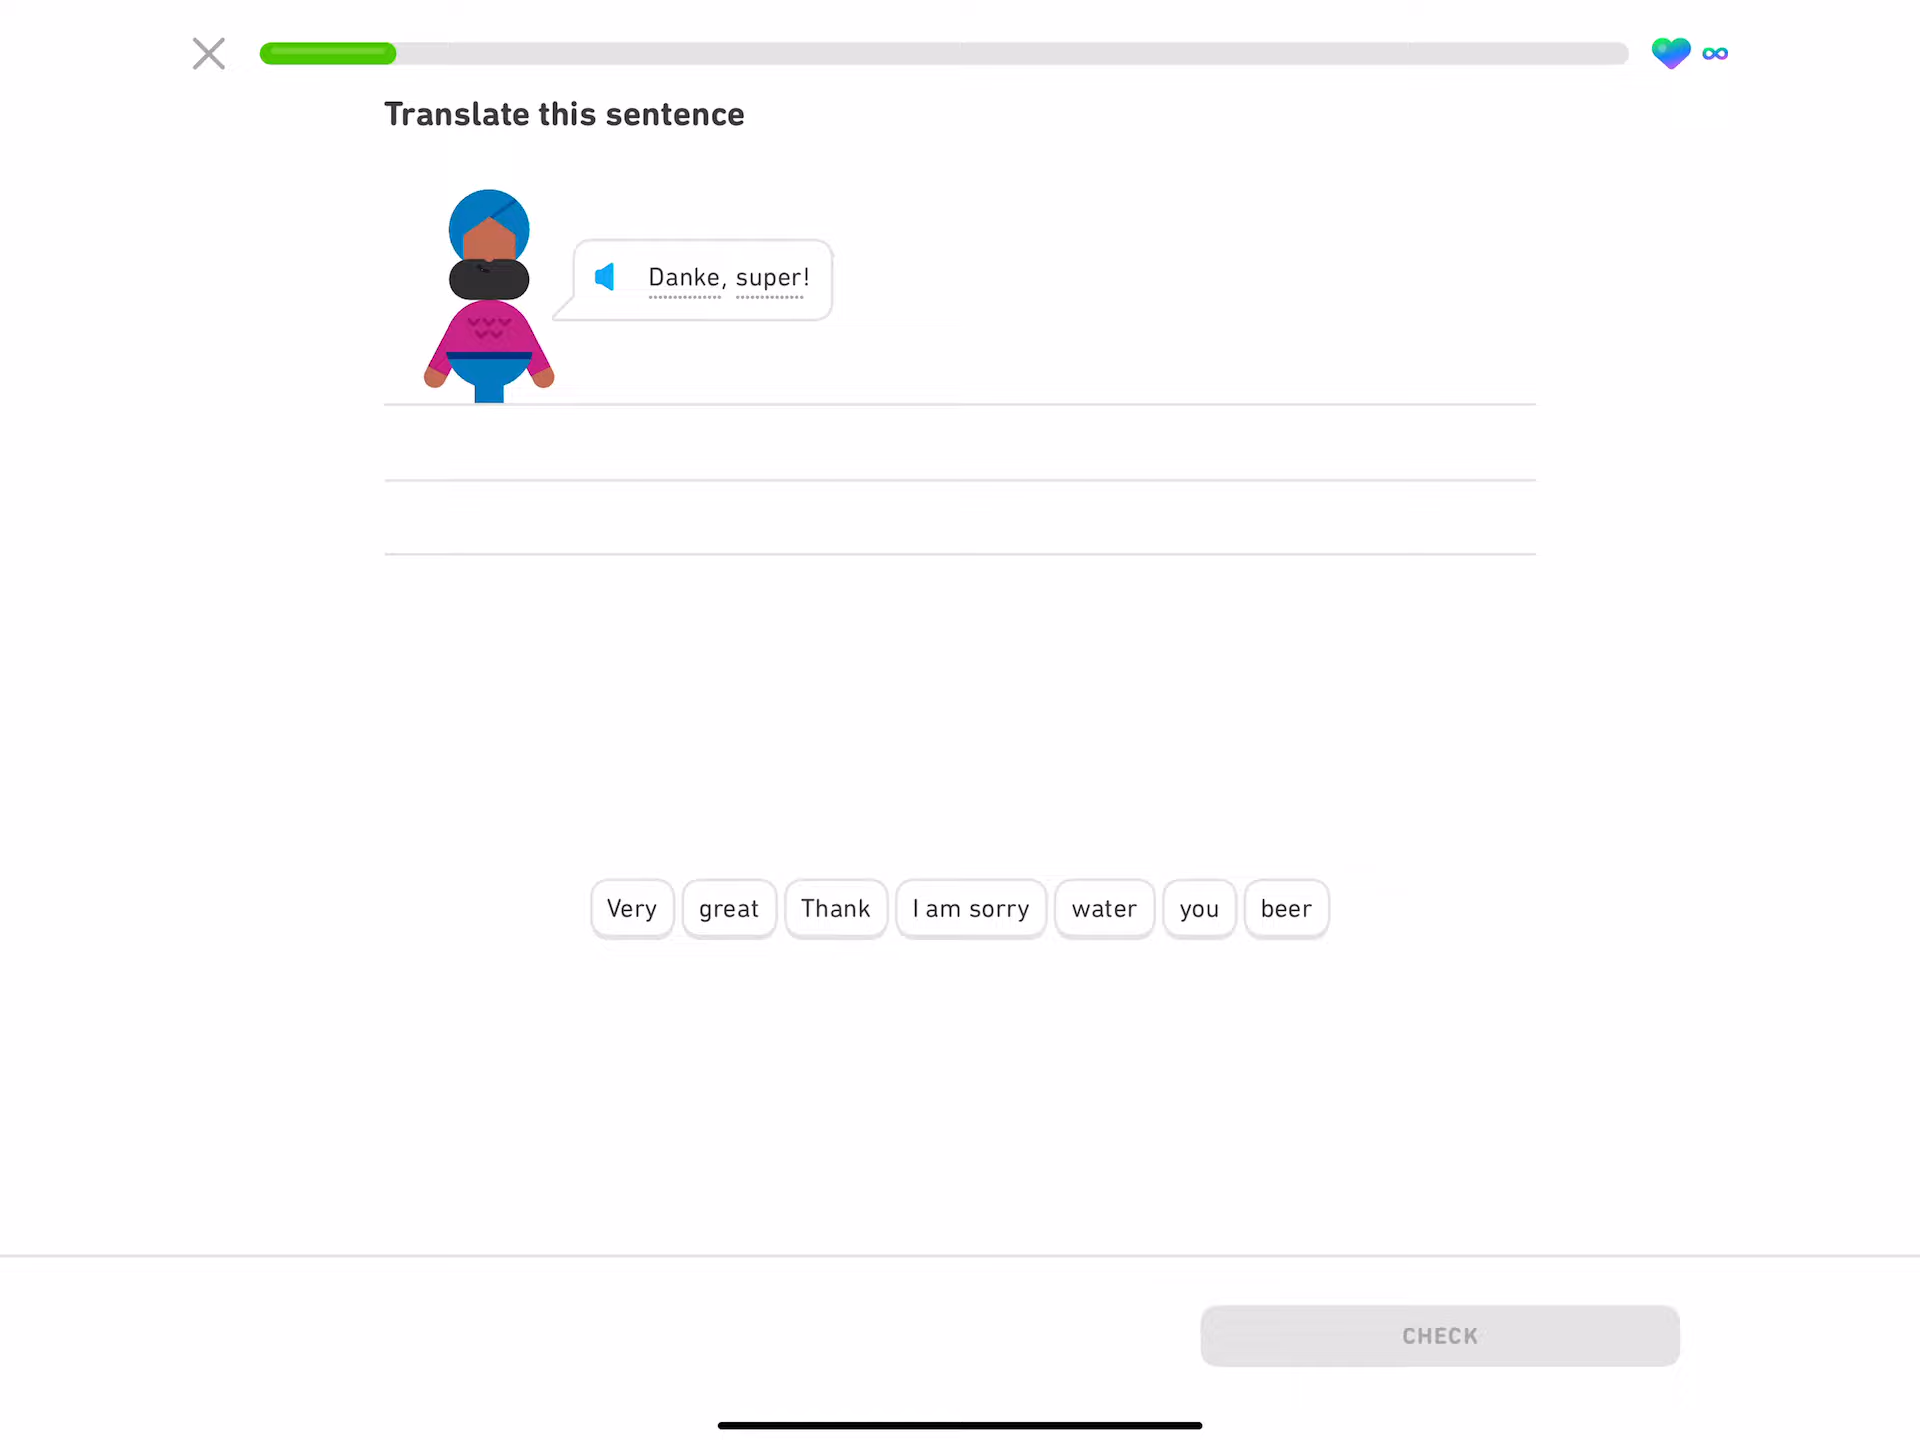 Translate this sentence
Danke, super!
Very great Thank I am sorry water you beer
CHECK